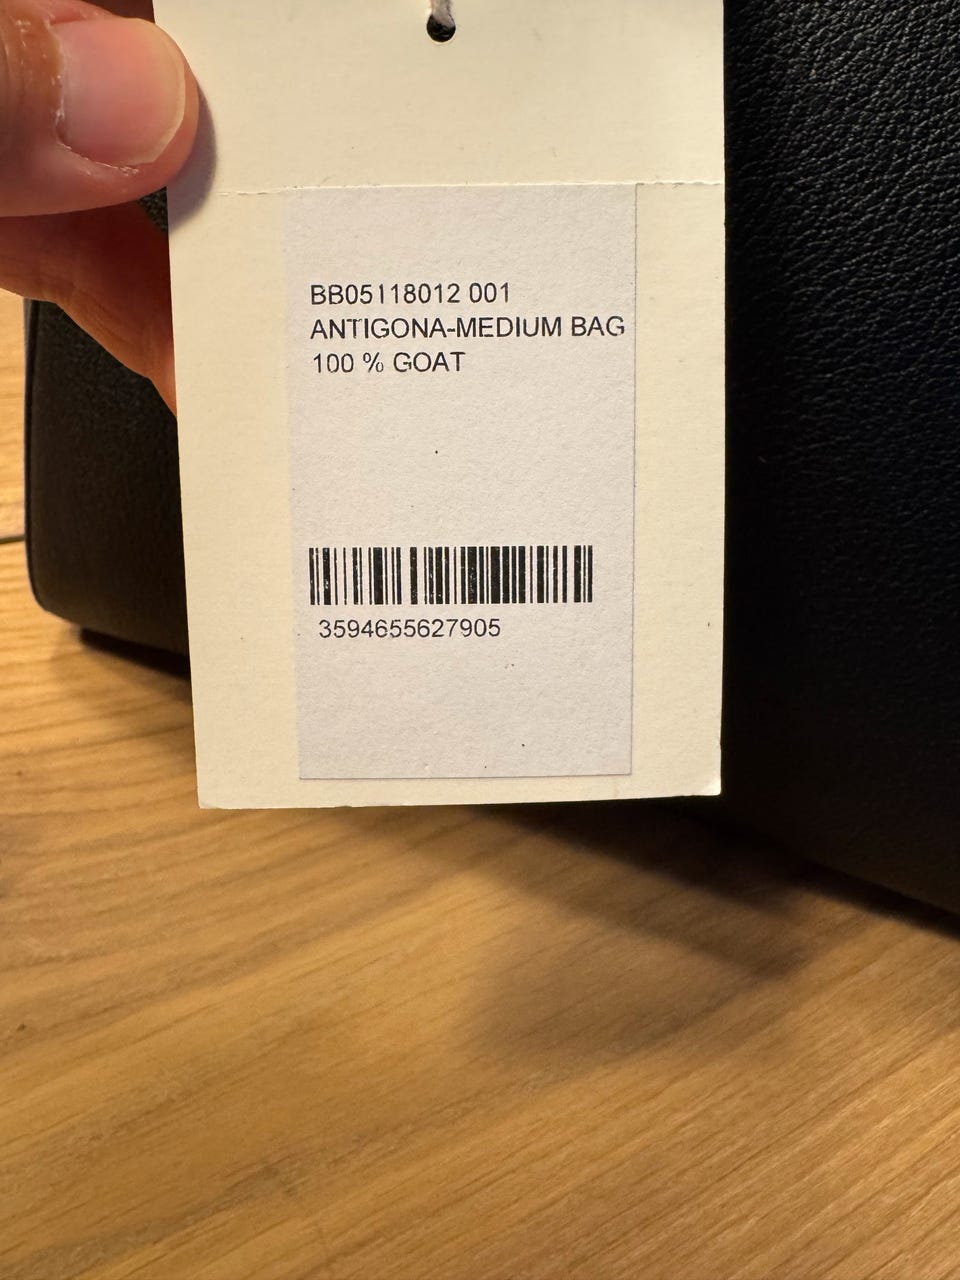 BB05118012 001
ANTIGONA-MEDIUM BAG
100 % GOAT
3594655627905